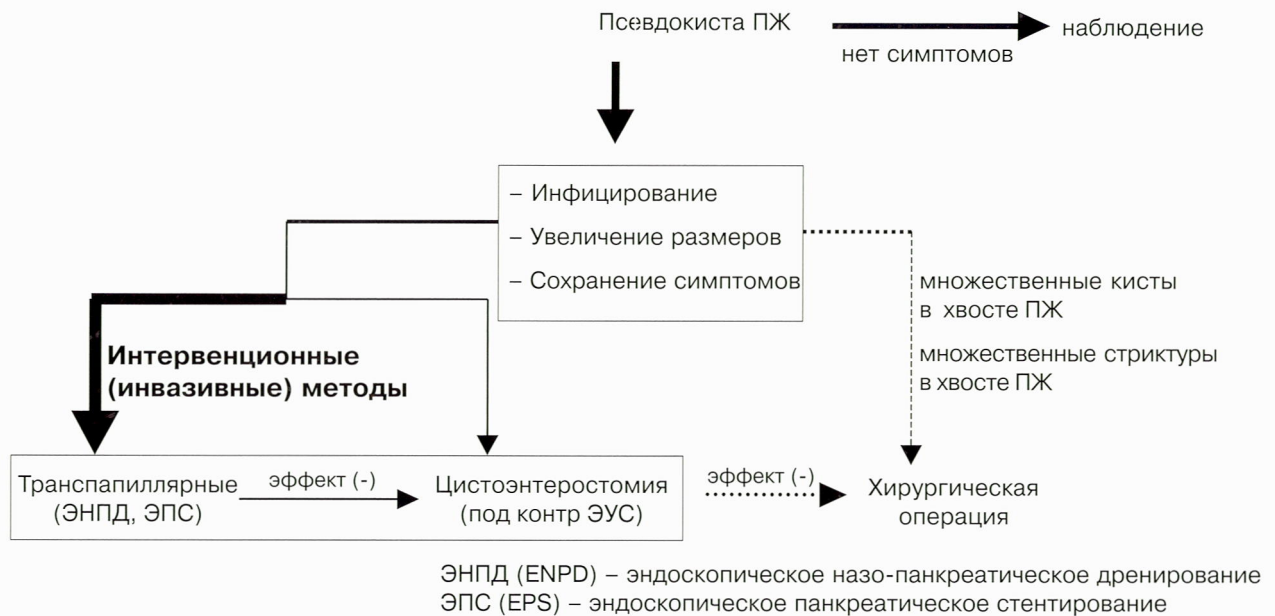 Псевдокиста ПЖ
наблюдение
нет симптомов
– Инфицирование
– Увеличение размеров
– Сохранение симптомов
множественные кисты
в хвосте ПЖ
множественные стриктуры
в хвосте ПЖ
Интервенционные
(инвазивные) методы
Транспапиллярные
(ЭНПД, ЭПС)
эффект (-)
Цистоэнтеростомия
(под контр ЭУС)
эффект (-)
Хирургическая
операция
ЭНПД (ENPD) – эндоскопическое назо-панкреатическое дренирование
ЭПС (EPS) – эндоскопическое панкреатическое стентирование